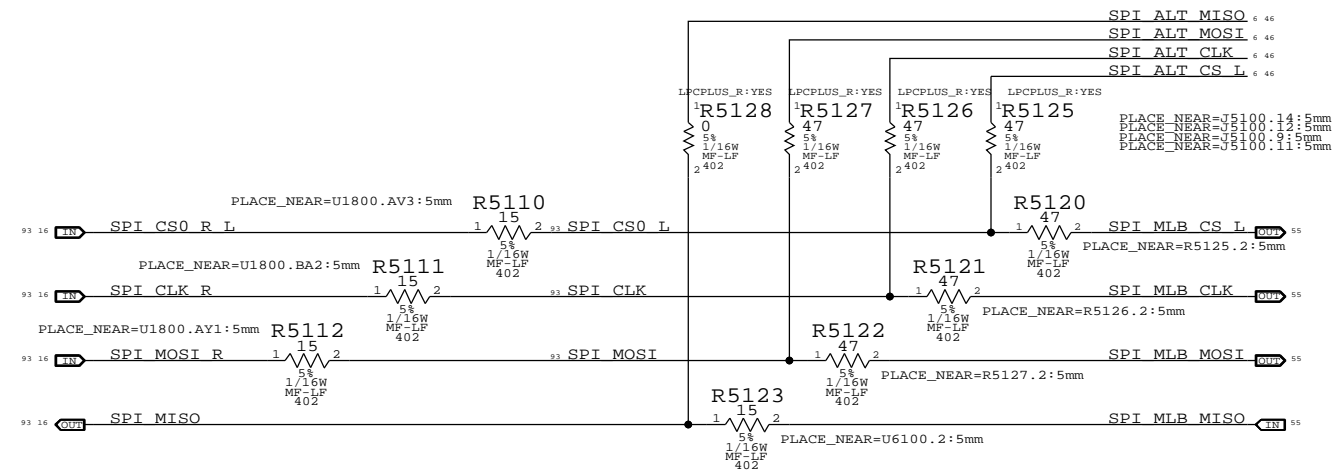 SPI_ALT_MISO 6 46
SPI_ALT_MOSI 6 46
SPI_ALT_CLK 6 46
SPI_ALT_CS_L 6 46
LPCPLUS_R:YES LPCPLUS_R:YES LPCPLUS_R:YES LPCPLUS_R:YES
1 R5128 1 R5127 1 R5126 1 R5125
0 47 47 47
5% 5% 5% 5%
1/16W 1/16W 1/16W 1/16W
MF-LF MF-LF MF-LF MF-LF
2 402 2 402 2 402 2 402
PLACE_NEAR=J5100.14:5mm
PLACE_NEAR=J5100.12:5mm
PLACE_NEAR=J5100.9:5mm
PLACE_NEAR=J5100.11:5mm
PLACE_NEAR=U1800.AV3:5mm
R5110 R5120
15 47
93 16 IN SPI_CS0_R_L 1 2 93 SPI_CS0_L 1 2 SPI_MLB_CS_L OUT 55
5% 5%
1/16W 1/16W
MF-LF MF-LF
402 402
PLACE_NEAR=R5125.2:5mm
PLACE_NEAR=U1800.BA2:5mm
R5111 R5121
15 47
93 16 IN SPI_CLK_R 1 2 93 SPI_CLK 1 2 SPI_MLB_CLK OUT 55
5% 5%
1/16W 1/16W
MF-LF MF-LF
402 402
PLACE_NEAR=R5126.2:5mm
PLACE_NEAR=U1800.AY1:5mm
R5112 R5122
15 47
93 16 IN SPI_MOSI_R 1 2 93 SPI_MOSI 1 2 SPI_MLB_MOSI OUT 55
5% 5%
1/16W 1/16W
MF-LF MF-LF
402 402
PLACE_NEAR=R5127.2:5mm
R5123
15
93 16 OUT SPI_MISO 1 2 SPI_MLB_MISO IN 55
5%
1/16W
MF-LF
402
PLACE_NEAR=U6100.2:5mm